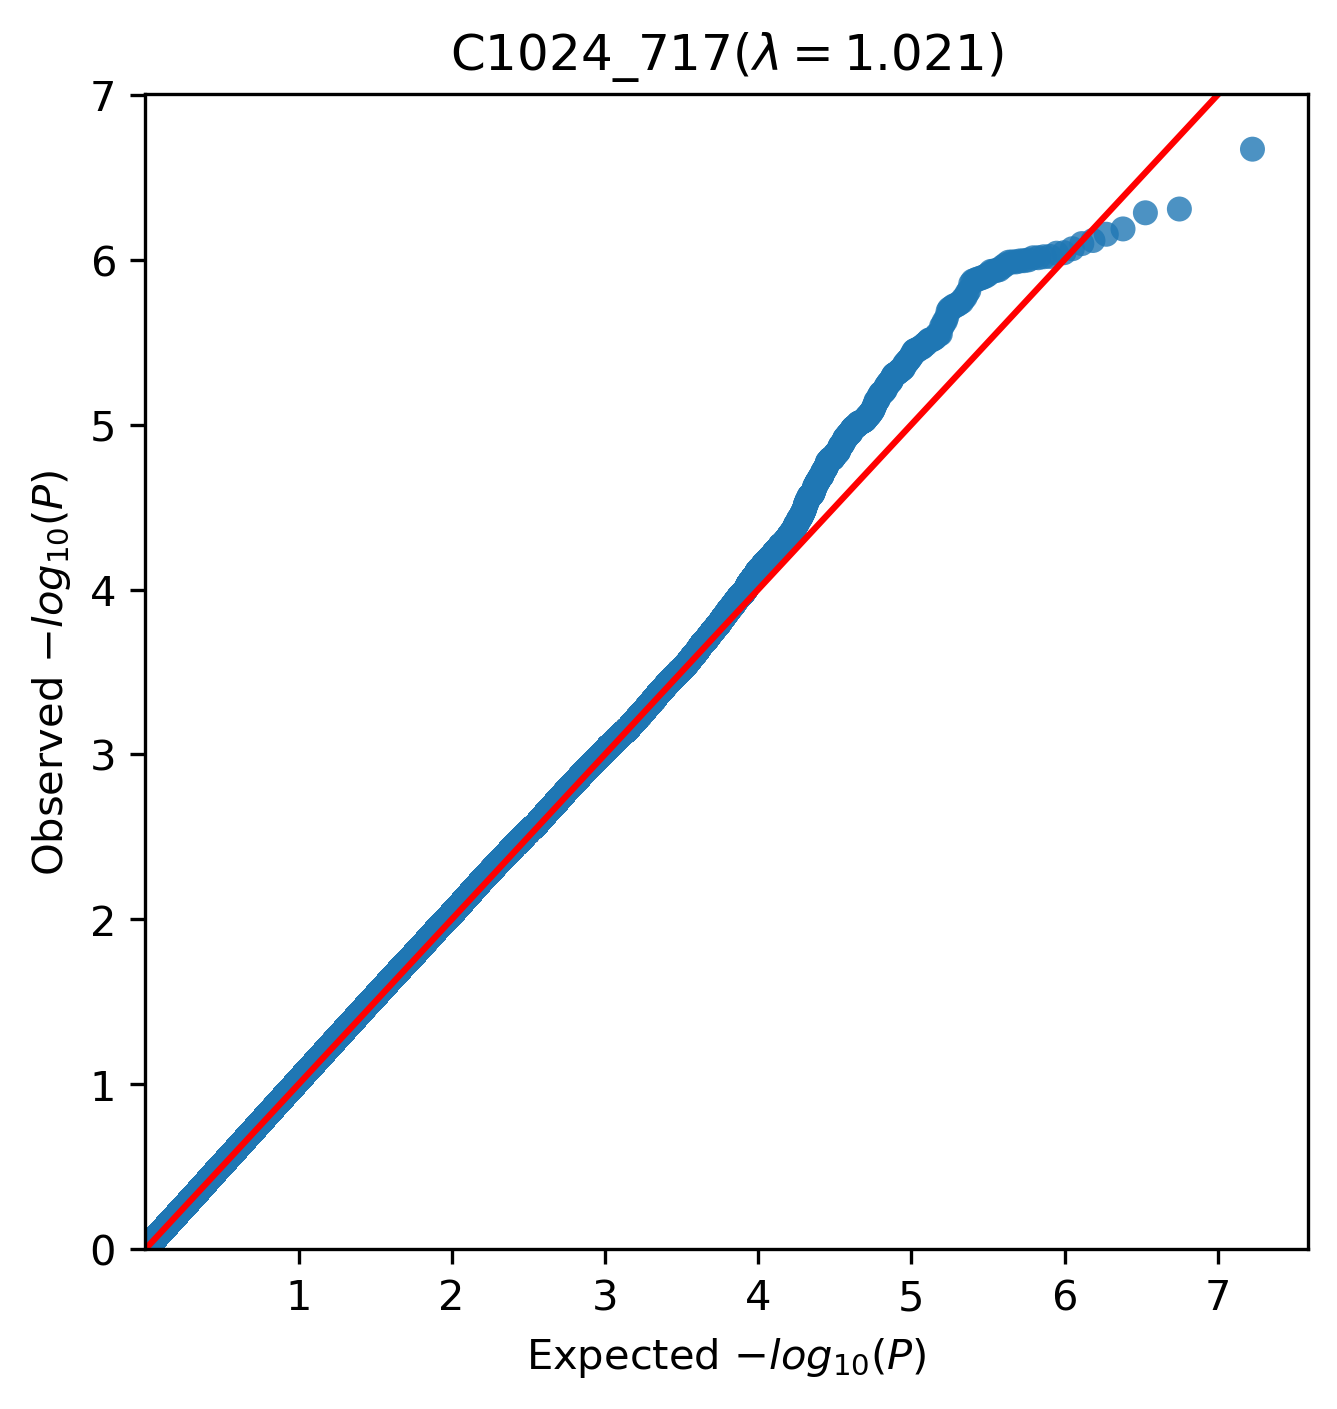 C1024_717(λ = 1.021)
7
6
5
4
3
2
1
0
Observed −log₁₀(P)
1 2 3 4 5 6 7
Expected −log₁₀(P)